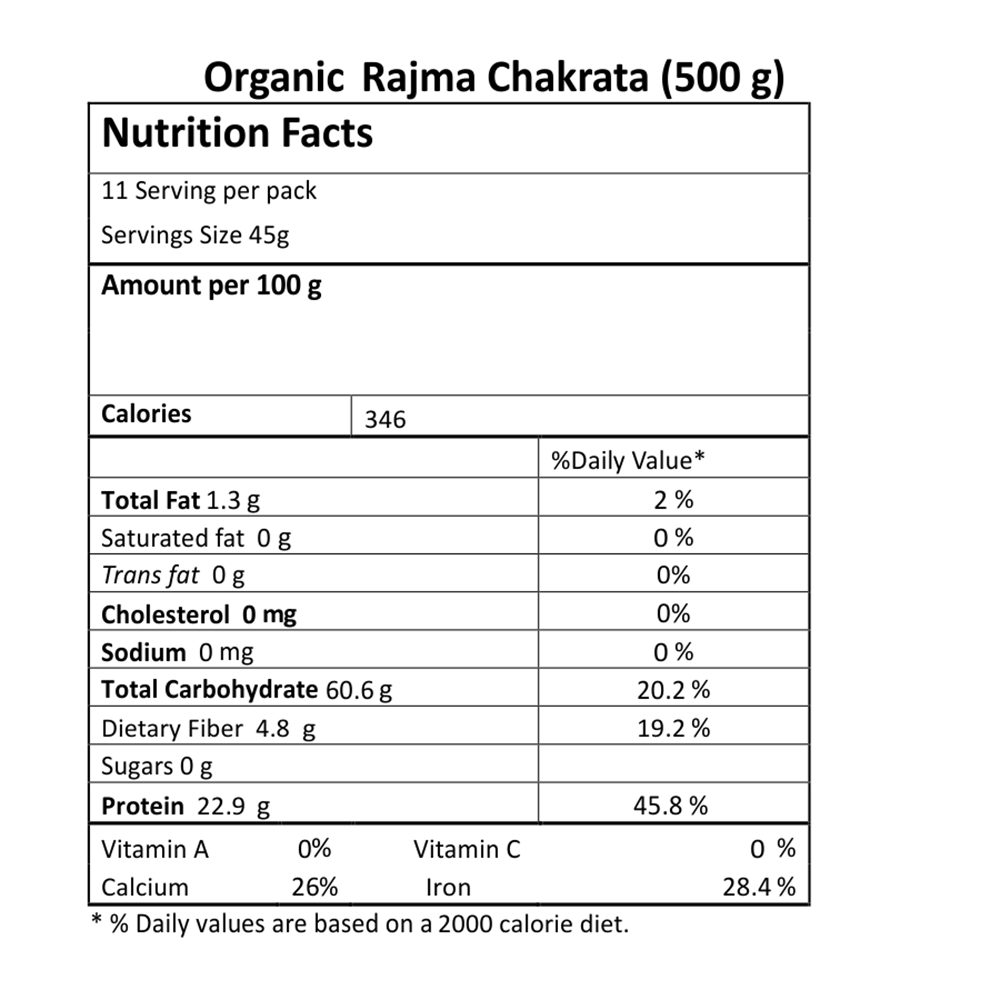 Organic Rajma Chakrata (500 g)
Nutrition Facts
11 Serving per pack
Servings Size 45g
Amount per 100 g
Calories 346
%Daily Value*
Total Fat 1.3 g 2 %
Saturated fat 0 g 0 %
Trans fat 0 g 0%
Cholesterol 0 mg 0%
Sodium 0 mg 0 %
Total Carbohydrate 60.6 g 20.2 %
Dietary Fiber 4.8 g 19.2 %
Sugars 0 g
Protein 22.9 g 45.8 %
Vitamin A 0% Vitamin C 0 %
Calcium 26% Iron 28.4 %
* % Daily values are based on a 2000 calorie diet.